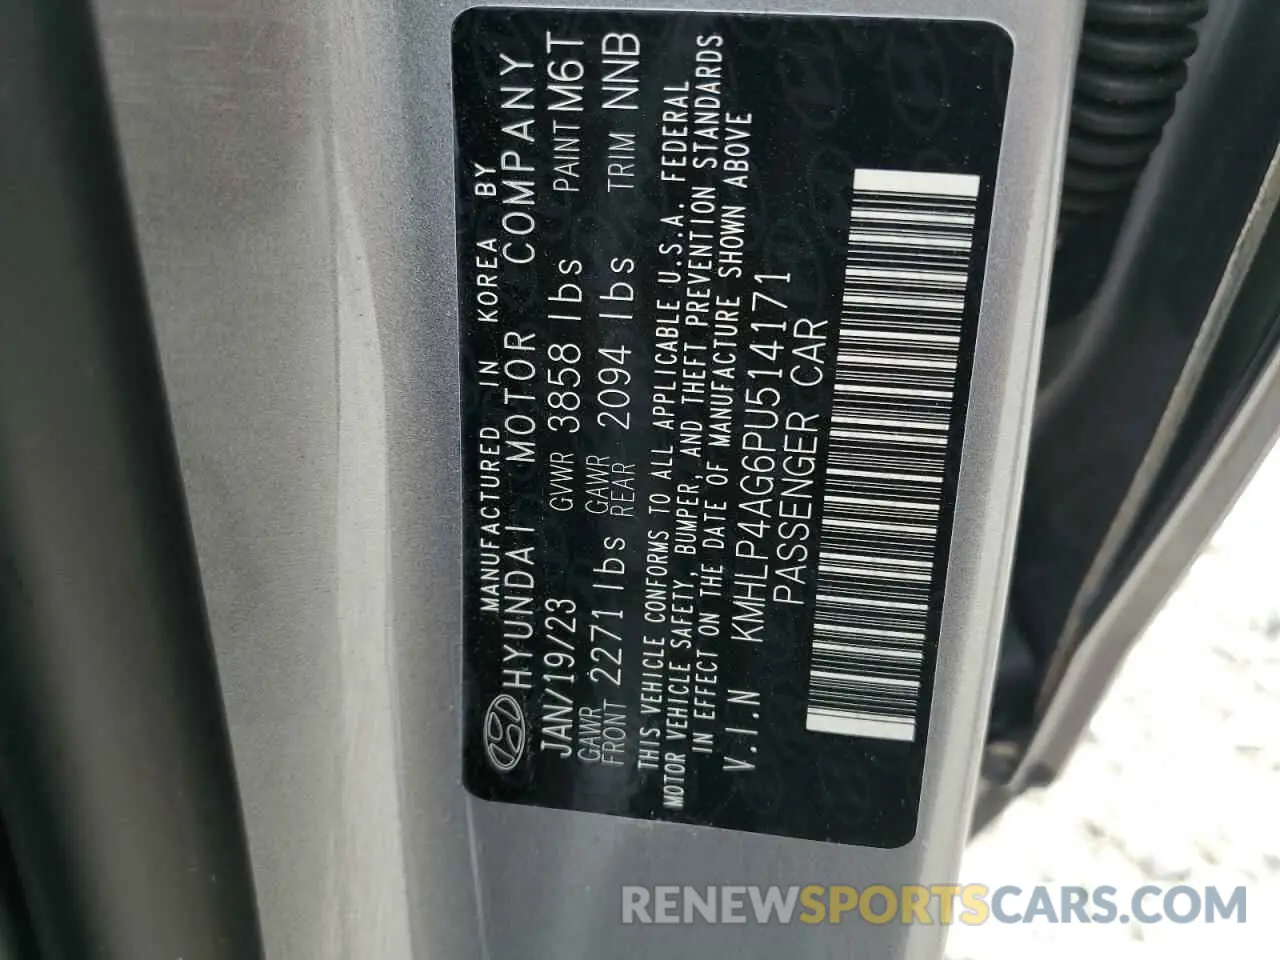 MANUFACTURED IN KOREA BY
HYUNDAI MOTOR COMPANY
JAN/19/23 GVWR 3858 lbs PAINT M6T
GAWR FRONT 2271 lbs GAWR REAR 2094 lbs TRIM NNB
THIS VEHICLE CONFORMS TO ALL APPLICABLE U.S.A. FEDERAL
MOTOR VEHICLE SAFETY, BUMPER, AND THEFT PREVENTION STANDARDS
IN EFFECT ON THE DATE OF MANUFACTURE SHOWN ABOVE
V.I.N KMHLP4AG6PU514171
PASSENGER CAR
RENEWSPORTSCARS.COM